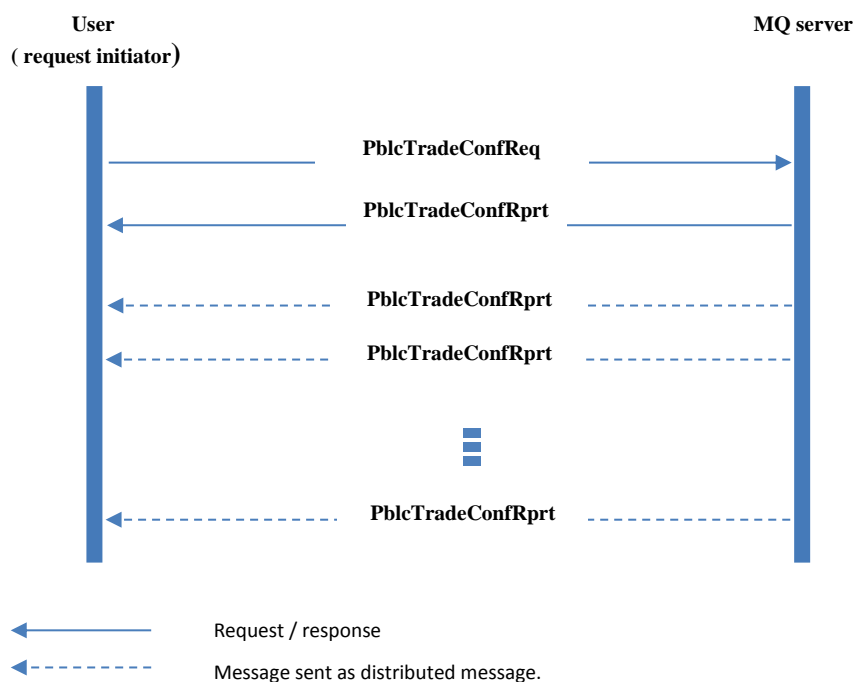 User
( request initiator)
MQ server
PblcTradeConfReq
PblcTradeConfRprt
PblcTradeConfRprt
PblcTradeConfRprt
PblcTradeConfRprt
Request / response
Message sent as distributed message.